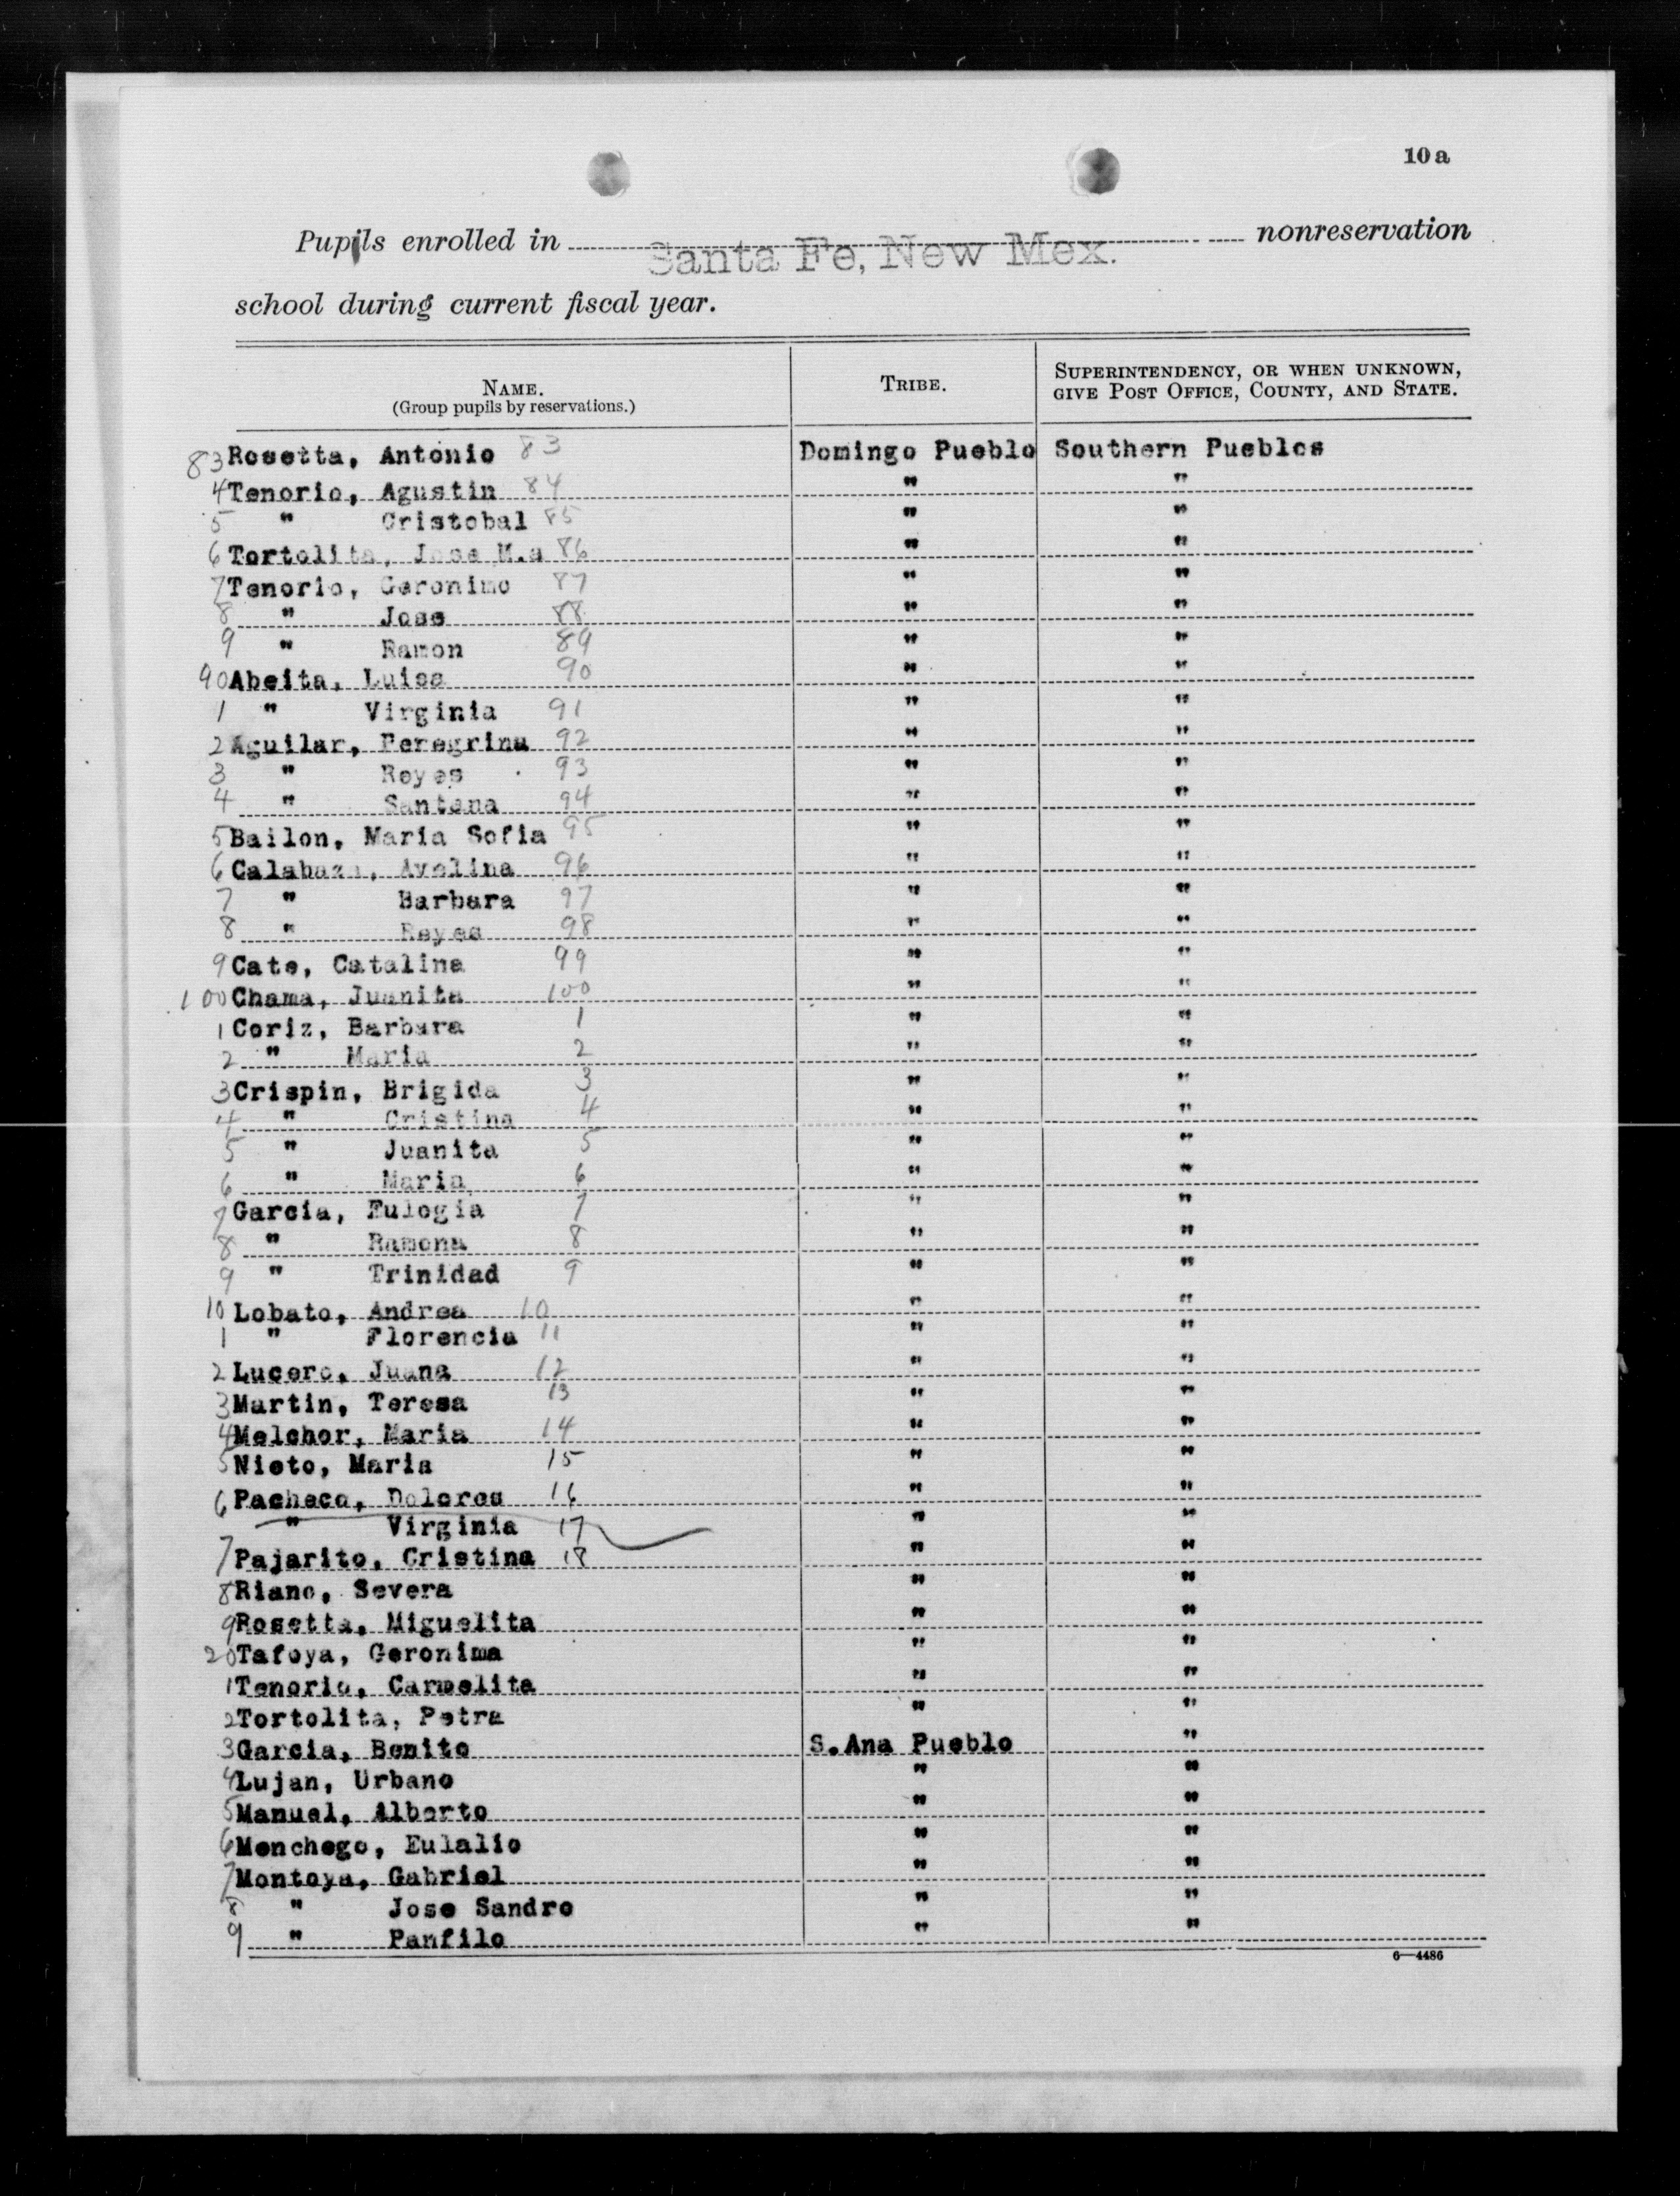 10a
Pupils enrolled in Santa Fe, New Mex. nonreservation
school during current fiscal year.
NAME. (Group pupils by reservations.) TRIBE. SUPERINTENDENCY, OR WHEN UNKNOWN, GIVE POST OFFICE, COUNTY, AND STATE.
83 Rosetta, Antonio 83 Domingo Pueblo Southern Pueblos
4 Tenorio, Agustin 84 " "
5 " Cristobal 85 " "
6 Tortolita, Jose M.a 86 " "
7 Tenorio, Geronimo 87 " "
8 " Jose 88 " "
9 " Ramon 89 " "
90 Abeita, Luisa 90 " "
1 " Virginia 91 " "
2 Aguilar, Peregrina 92 " "
3 " Reyes 93 " "
4 " Santana 94 " "
5 Bailon, Maria Sofia 95 " "
6 Calabaza, Avelina 96 " "
7 " Barbara 97 " "
8 " Reyes 98 " "
9 Cate, Catalina 99 " "
100 Chama, Juanita 100 " "
1 Coriz, Barbara 1 " "
2 " Maria 2 " "
3 Crispin, Brigida 3 " "
4 " Cristina 4 " "
5 " Juanita 5 " "
6 " Maria 6 " "
7 Garcia, Eulogia 7 " "
8 " Ramona 8 " "
9 " Trinidad 9 " "
10 Lobato, Andrea 10 " "
1 " Florencia 11 " "
2 Lucero, Juana 12 " "
3 Martin, Teresa 13 " "
4 Melchor, Maria 14 " "
5 Nieto, Maria 15 " "
6 Pacheco, Dolores 16 " "
" Virginia 17 " "
7 Pajarito, Cristina 18 " "
8 Riano, Severa " "
9 Rosetta, Miguelita " "
20 Tafoya, Geronima " "
1 Tenorio, Carmelita " "
2 Tortolita, Petra " "
3 Garcia, Benito S.Ana Pueblo "
4 Lujan, Urbano " "
5 Manuel, Alberto " "
6 Menchego, Eulalio " "
7 Montoya, Gabriel " "
8 " Jose Sandro " "
9 " Panfilo " "
6—4486